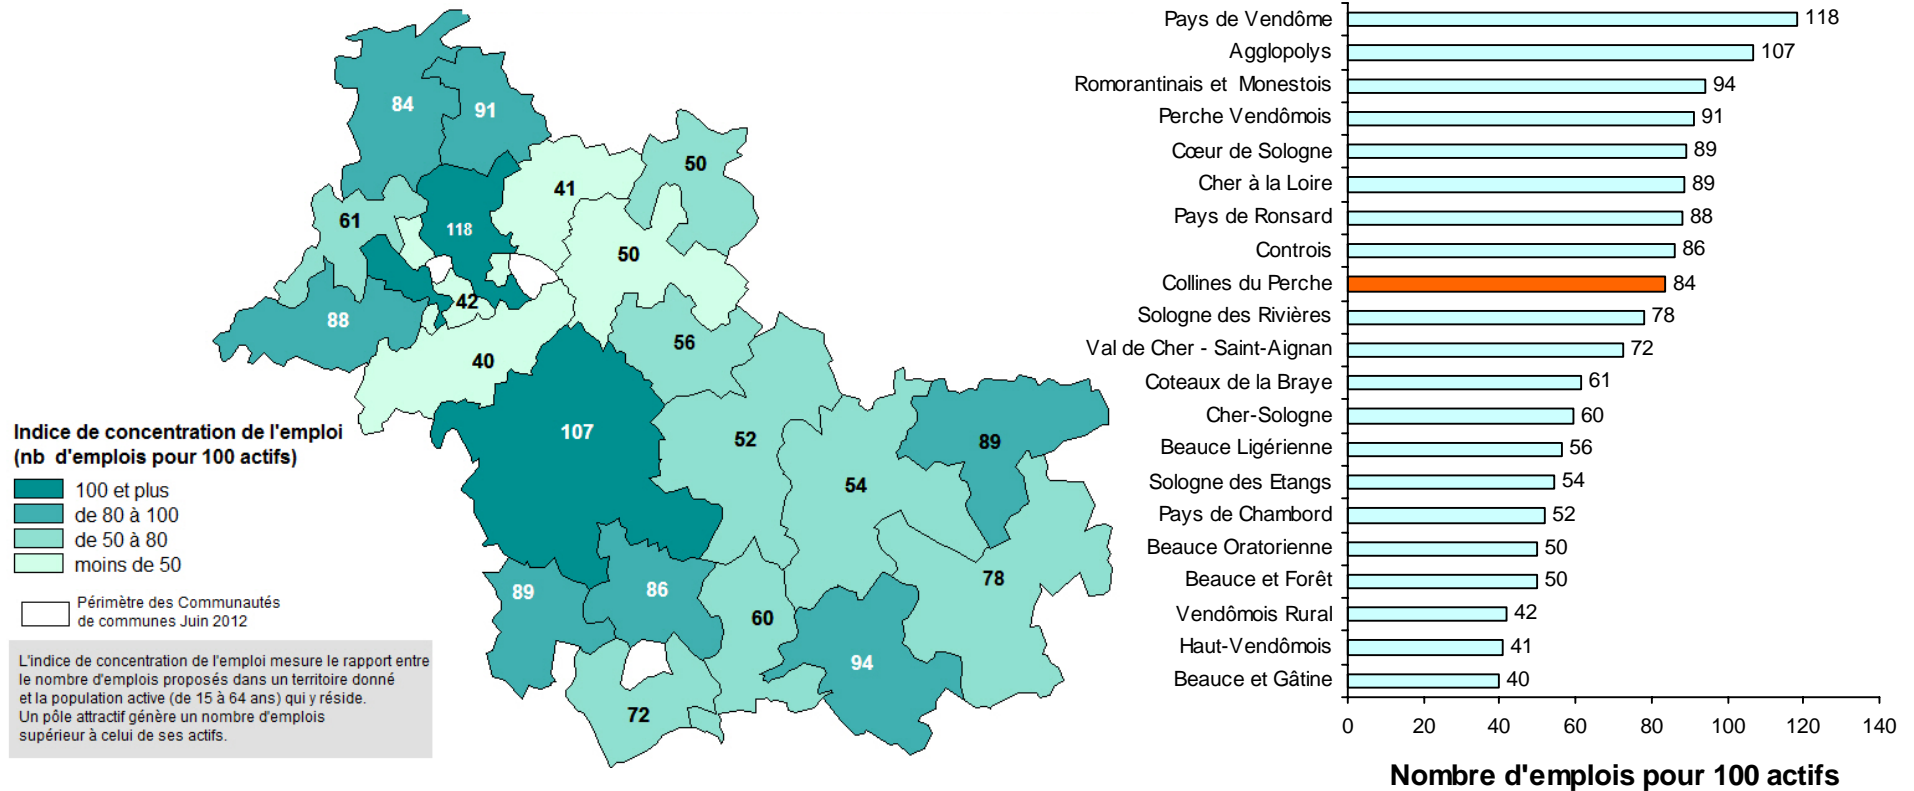 84
91
41
50
61
118
50
42
88
56
40
107
52
89
54
78
89
86
60
94
72
Indice de concentration de l'emploi
(nb d'emplois pour 100 actifs)
100 et plus
de 80 à 100
de 50 à 80
moins de 50
Périmètre des Communautés
de communes Juin 2012
L'indice de concentration de l'emploi mesure le rapport entre
le nombre d'emplois proposés dans un territoire donné
et la population active (de 15 à 64 ans) qui y réside.
Un pôle attractif génère un nombre d'emplois
supérieur à celui de ses actifs.
Pays de Vendôme 118
Agglopolys 107
Romorantinais et Monestois 94
Perche Vendômois 91
Cœur de Sologne 89
Cher à la Loire 89
Pays de Ronsard 88
Controis 86
Collines du Perche 84
Sologne des Rivières 78
Val de Cher - Saint-Aignan 72
Coteaux de la Braye 61
Cher-Sologne 60
Beauce Ligérienne 56
Sologne des Etangs 54
Pays de Chambord 52
Beauce Oratorienne 50
Beauce et Forêt 50
Vendômois Rural 42
Haut-Vendômois 41
Beauce et Gâtine 40
0 20 40 60 80 100 120 140
Nombre d'emplois pour 100 actifs